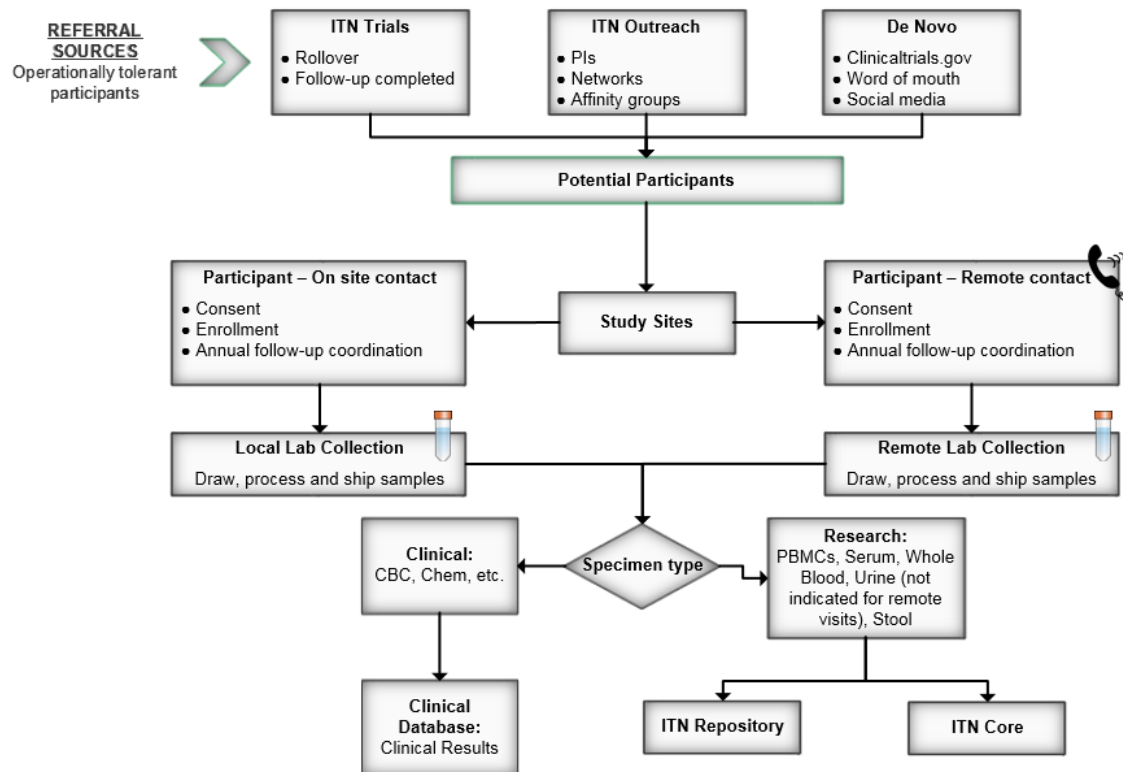 REFERRAL
SOURCES
Operationally tolerant
participants
ITN Trials
• Rollover
• Follow-up completed
ITN Outreach
• PIs
• Networks
• Affinity groups
De Novo
• Clinicaltrials.gov
• Word of mouth
• Social media
Potential Participants
Participant – On site contact
• Consent
• Enrollment
• Annual follow-up coordination
Study Sites
Participant – Remote contact
• Consent
• Enrollment
• Annual follow-up coordination
Local Lab Collection
Draw, process and ship samples
Remote Lab Collection
Draw, process and ship samples
Clinical:
CBC, Chem, etc.
Specimen type
Research:
PBMCs, Serum, Whole
Blood, Urine (not
indicated for remote
visits), Stool
Clinical
Database:
Clinical Results
ITN Repository
ITN Core